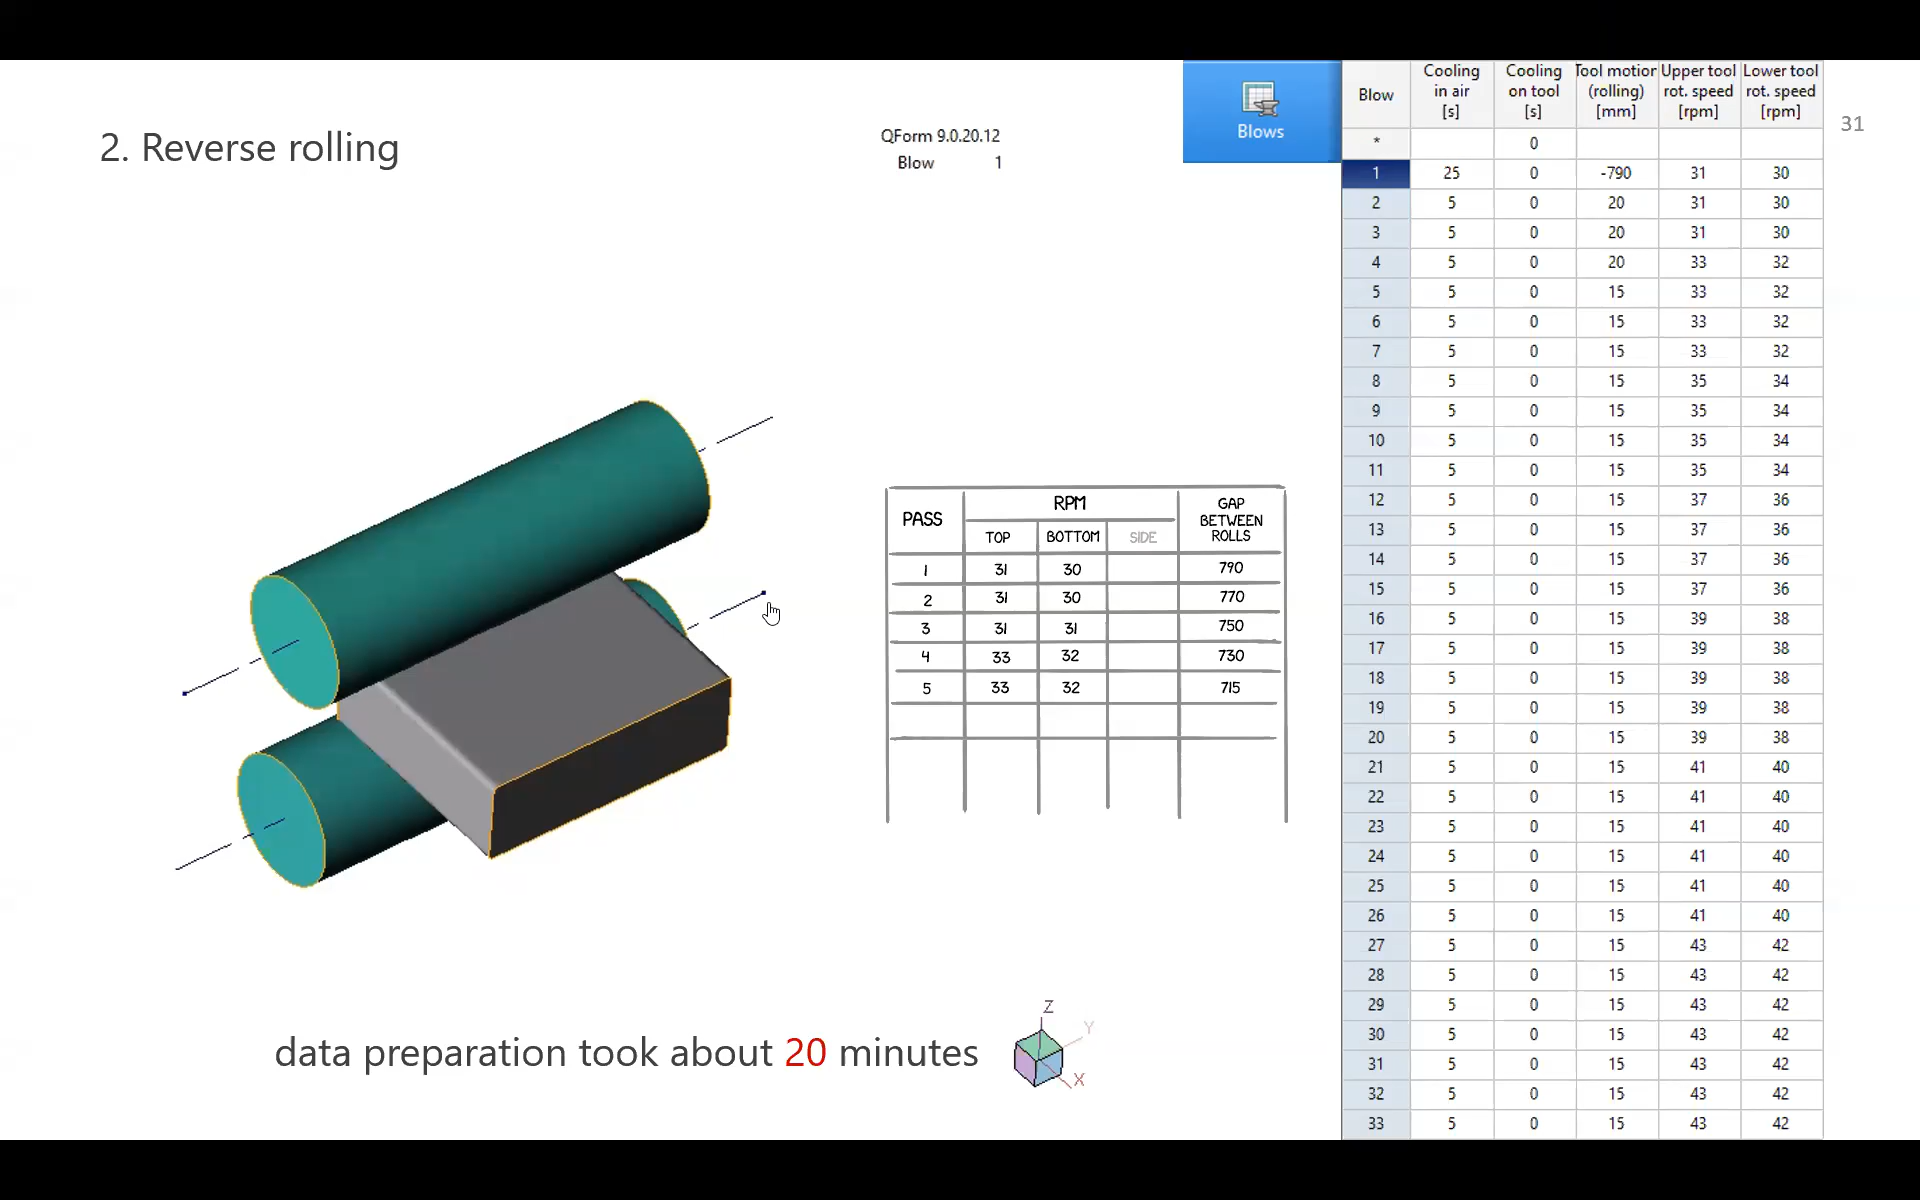 2. Reverse rolling
QForm 9.0.20.12
Blow 1
Blows
31
Blow Cooling in air [s] Cooling on tool [s] Tool motion (rolling) [mm] Upper tool rot. speed [rpm] Lower tool rot. speed [rpm]
* 0
1 25 0 -790 31 30
2 5 0 20 31 30
3 5 0 20 31 30
4 5 0 20 33 32
5 5 0 15 33 32
6 5 0 15 33 32
7 5 0 15 33 32
8 5 0 15 35 34
9 5 0 15 35 34
10 5 0 15 35 34
11 5 0 15 35 34
12 5 0 15 37 36
13 5 0 15 37 36
14 5 0 15 37 36
15 5 0 15 37 36
16 5 0 15 39 38
17 5 0 15 39 38
18 5 0 15 39 38
19 5 0 15 39 38
20 5 0 15 39 38
21 5 0 15 41 40
22 5 0 15 41 40
23 5 0 15 41 40
24 5 0 15 41 40
25 5 0 15 41 40
26 5 0 15 41 40
27 5 0 15 43 42
28 5 0 15 43 42
29 5 0 15 43 42
30 5 0 15 43 42
31 5 0 15 43 42
32 5 0 15 43 42
33 5 0 15 43 42
PASS RPM GAP BETWEEN ROLLS
TOP BOTTOM SIDE
1 31 30 790
2 31 30 770
3 31 31 750
4 33 32 730
5 33 32 715
data preparation took about 20 minutes
Z
Y
X